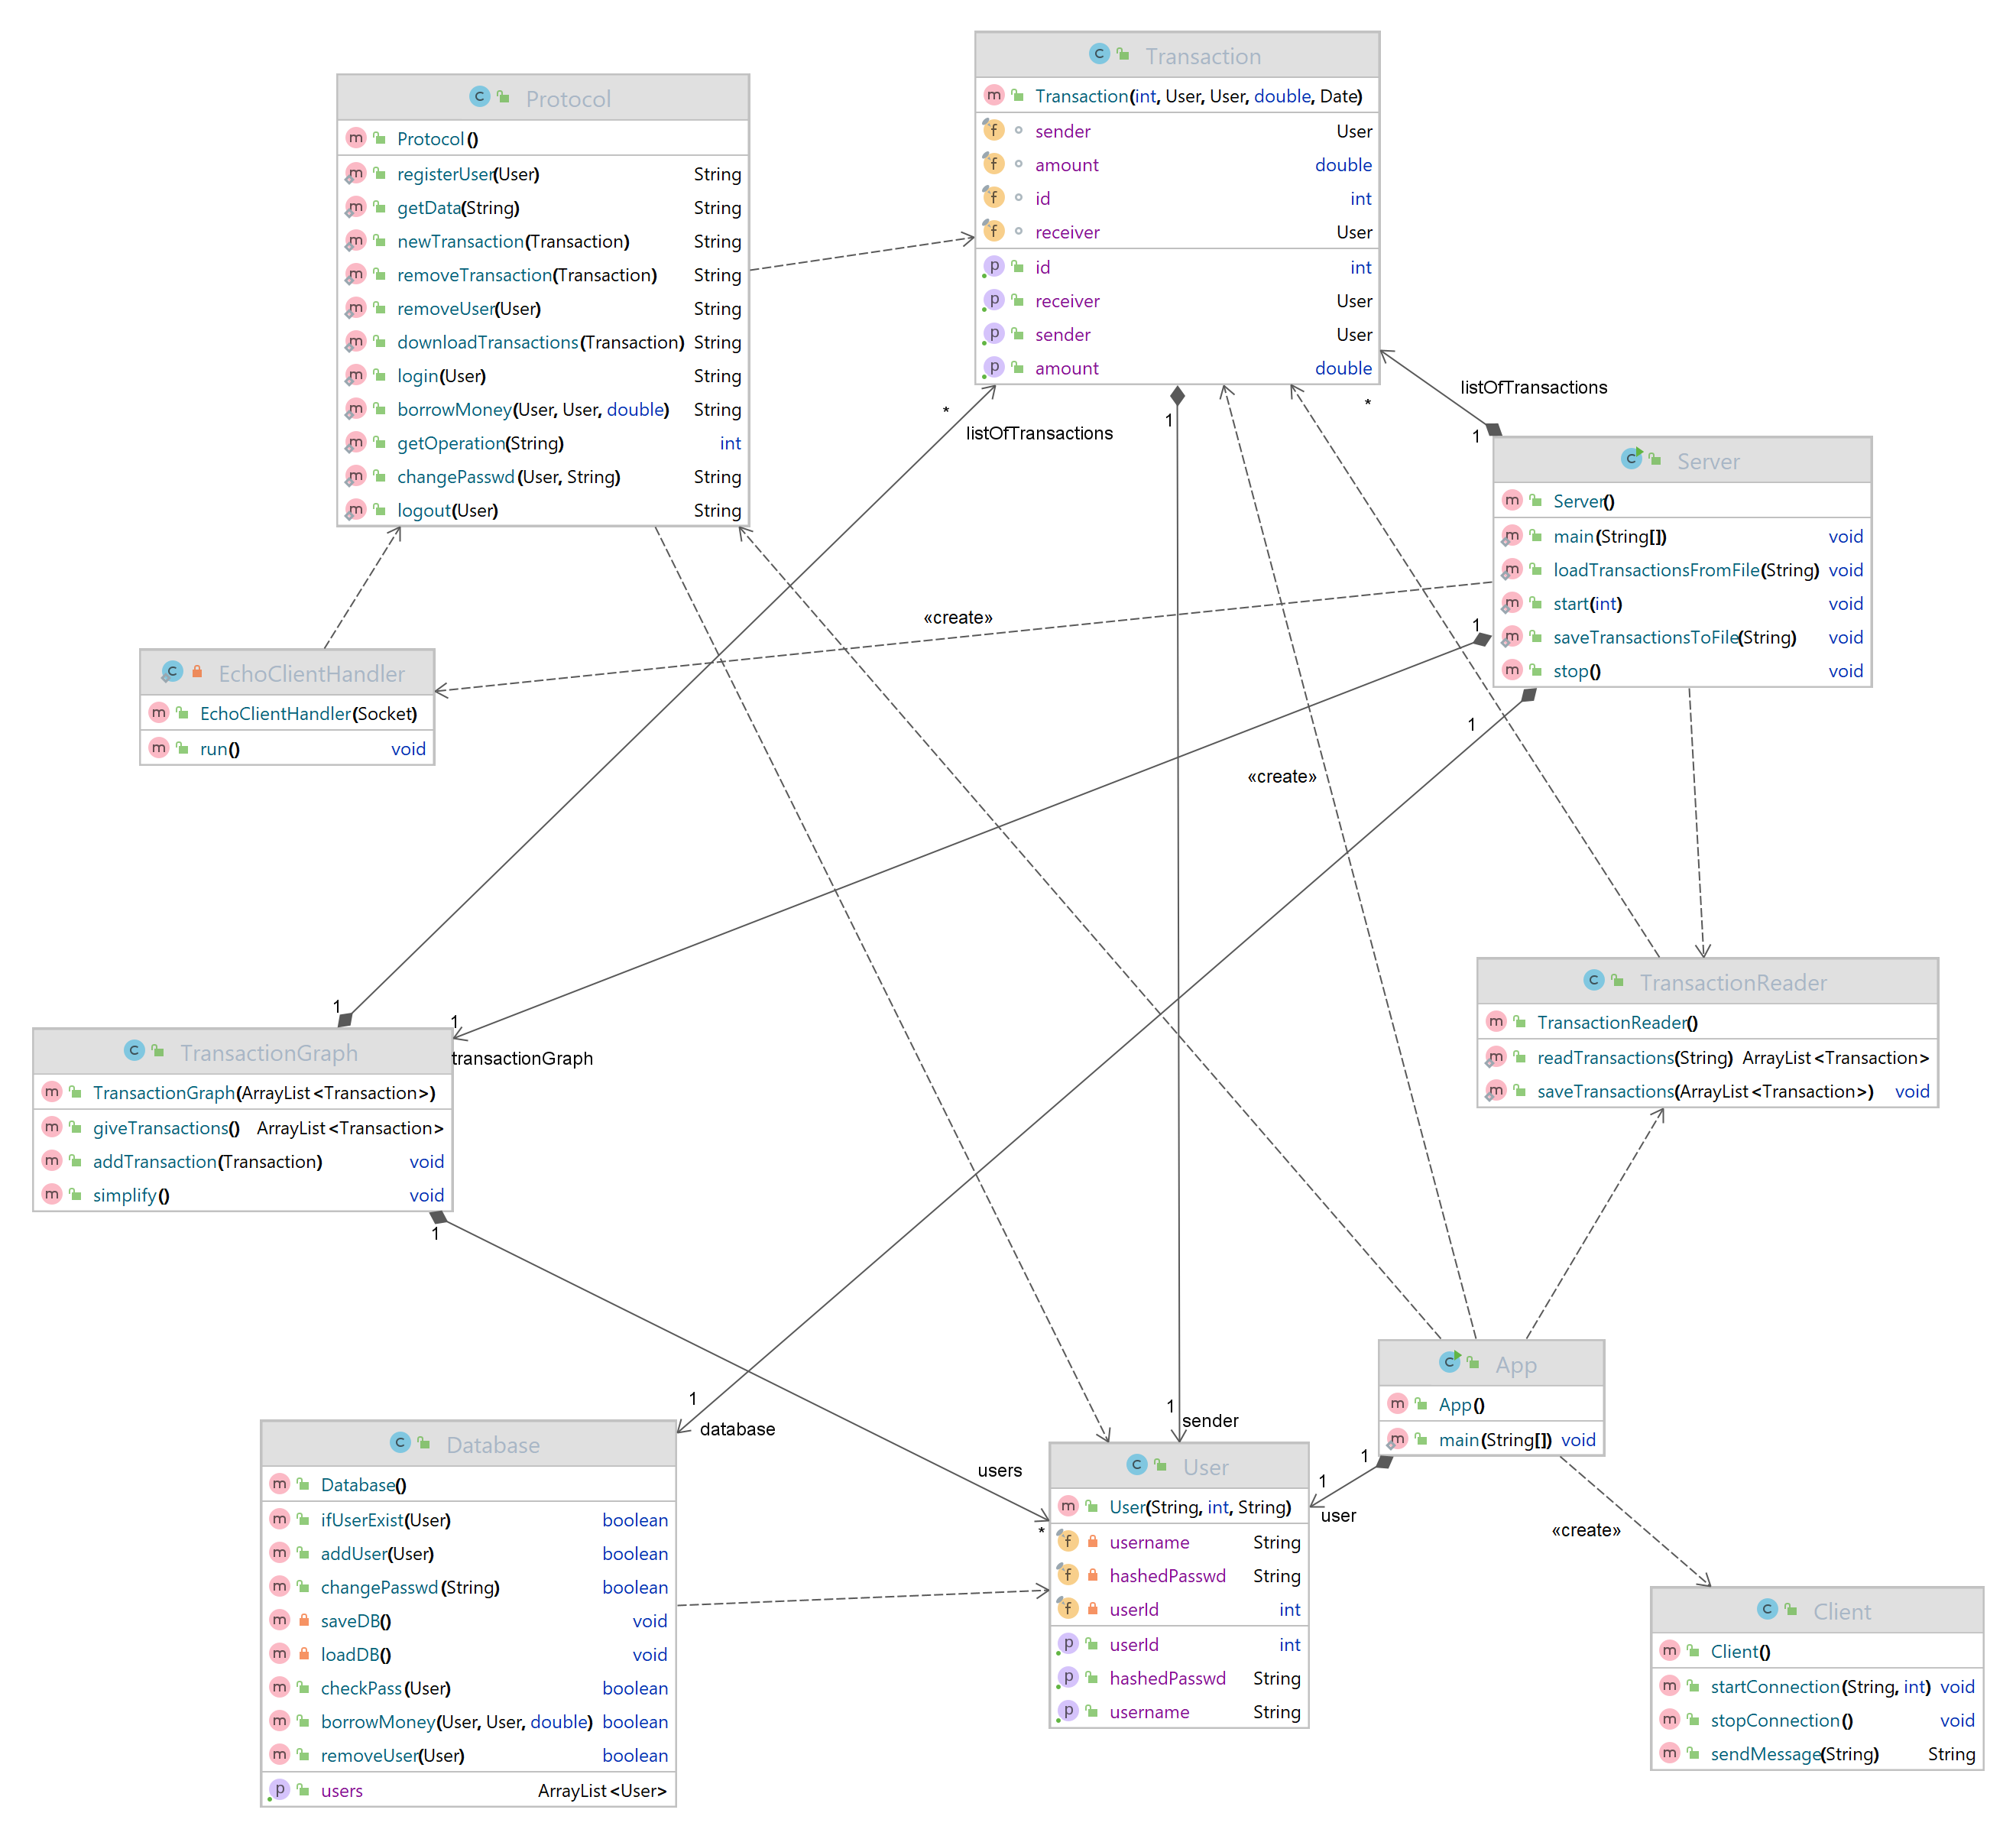 Transaction
Transaction(int, User, User, double, Date)
sender User
amount double
id int
receiver User
id int
receiver User
sender User
amount double
Protocol
Protocol()
registerUser(User) String
getData(String) String
newTransaction(Transaction) String
removeTransaction(Transaction) String
removeUser(User) String
downloadTransactions(Transaction) String
login(User) String
borrowMoney(User, User, double) String
getOperation(String) int
changePasswd(User, String) String
logout(User) String
*
listOfTransactions
1
*
listOfTransactions
1
Server
Server()
main(String[]) void
loadTransactionsFromFile(String) void
start(int) void
saveTransactionsToFile(String) void
stop() void
«create»
1
1
«create»
EchoClientHandler
EchoClientHandler(Socket)
run() void
1
1
transactionGraph
TransactionGraph
TransactionGraph(ArrayList<Transaction>)
giveTransactions() ArrayList<Transaction>
addTransaction(Transaction) void
simplify() void
1
TransactionReader
TransactionReader()
readTransactions(String) ArrayList<Transaction>
saveTransactions(ArrayList<Transaction>) void
App
App()
main(String[]) void
1
1
user
1
sender
1
database
users
*
Database
Database()
ifUserExist(User) boolean
addUser(User) boolean
changePasswd(String) boolean
saveDB() void
loadDB() void
checkPass(User) boolean
borrowMoney(User, User, double) boolean
removeUser(User) boolean
users ArrayList<User>
User
User(String, int, String)
username String
hashedPasswd String
userId int
userId int
hashedPasswd String
username String
«create»
Client
Client()
startConnection(String, int) void
stopConnection() void
sendMessage(String) String